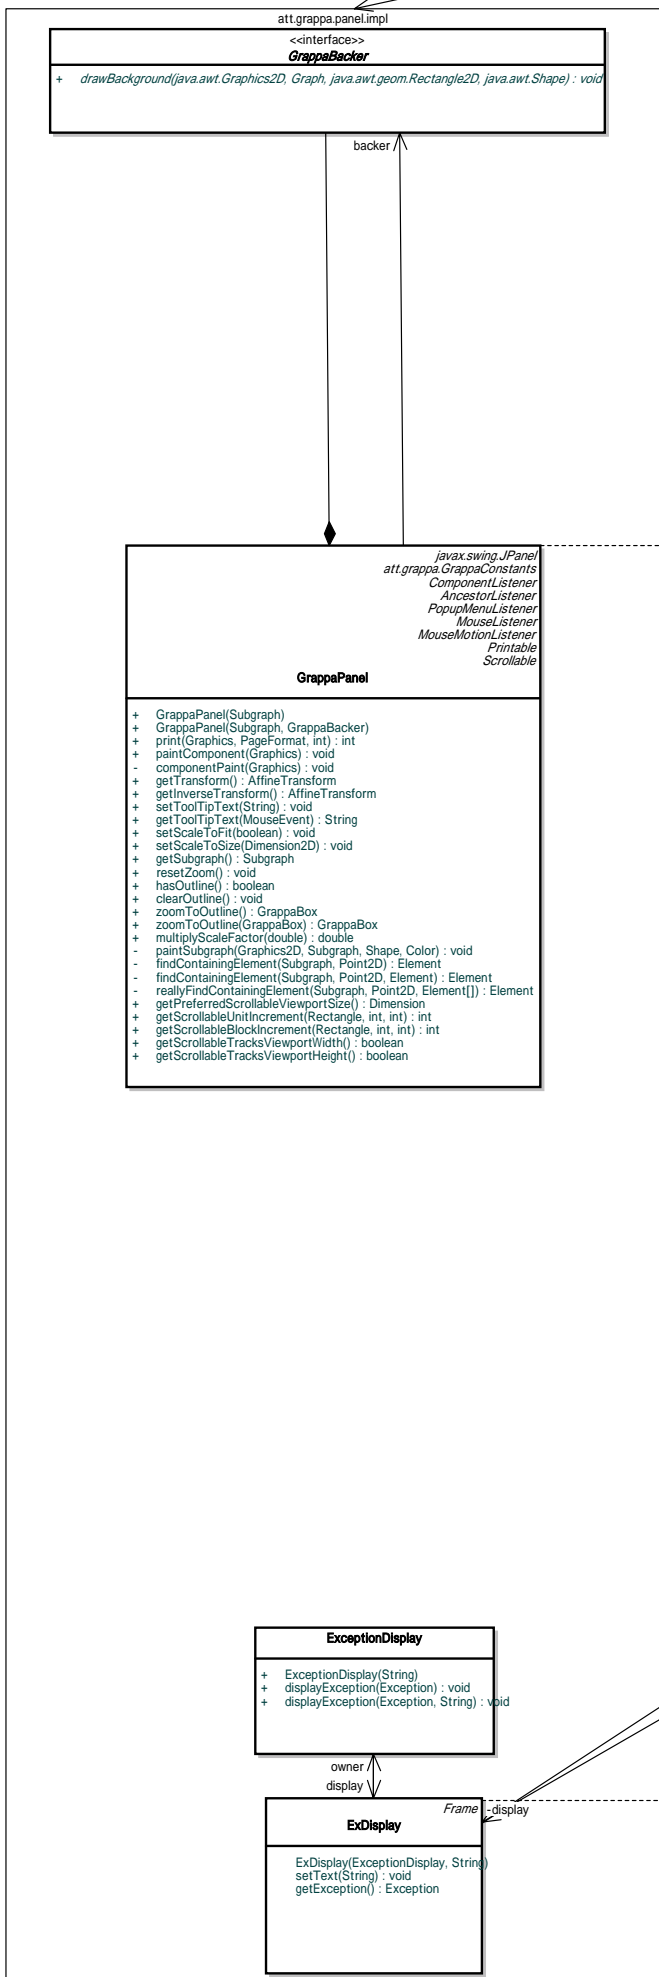 att.grappa.panel.impl
<<interface>>
GrappaBacker
+ drawBackground(java.awt.Graphics2D, Graph, java.awt.geom.Rectangle2D, java.awt.Shape) : void
backer
javax.swing.JPanel
att.grappa.GrappaConstants
ComponentListener
AncestorListener
PopupMenuListener
MouseListener
MouseMotionListener
Printable
Scrollable
GrappaPanel
+ GrappaPanel(Subgraph)
+ GrappaPanel(Subgraph, GrappaBacker)
+ print(Graphics, PageFormat, int) : int
+ paintComponent(Graphics) : void
- componentPaint(Graphics) : void
+ getTransform() : AffineTransform
+ getInverseTransform() : AffineTransform
+ setToolTipText(String) : void
+ getToolTipText(MouseEvent) : String
+ setScaleToFit(boolean) : void
+ setScaleToSize(Dimension2D) : void
+ getSubgraph() : Subgraph
+ resetZoom() : void
+ hasOutline() : boolean
+ clearOutline() : void
+ zoomToOutline() : GrappaBox
+ zoomToOutline(GrappaBox) : GrappaBox
+ multiplyScaleFactor(double) : double
- paintSubgraph(Graphics2D, Subgraph, Shape, Color) : void
- findContainingElement(Subgraph, Point2D) : Element
- findContainingElement(Subgraph, Point2D, Element) : Element
- reallyFindContainingElement(Subgraph, Point2D, Element[]) : Element
+ getPreferredScrollableViewportSize() : Dimension
+ getScrollableUnitIncrement(Rectangle, int, int) : int
+ getScrollableBlockIncrement(Rectangle, int, int) : int
+ getScrollableTracksViewportWidth() : boolean
+ getScrollableTracksViewportHeight() : boolean
ExceptionDisplay
+ ExceptionDisplay(String)
+ displayException(Exception) : void
+ displayException(Exception, String) : void
owner
display
Frame
-display
ExDisplay
ExDisplay(ExceptionDisplay, String)
setText(String) : void
getException() : Exception